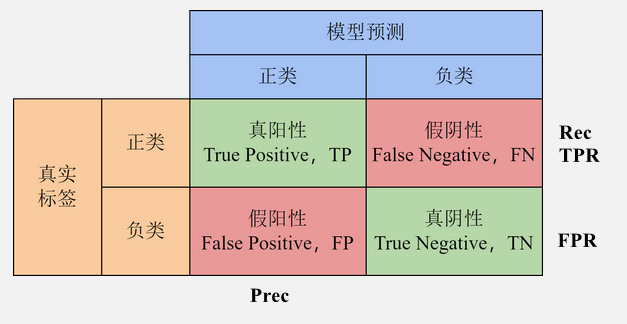 模型预测
正类
负类
真实
标签
正类
真阳性
True Positive，TP
假阴性
False Negative，FN
Rec
TPR
负类
假阳性
False Positive，FP
真阴性
True Negative，TN
FPR
Prec